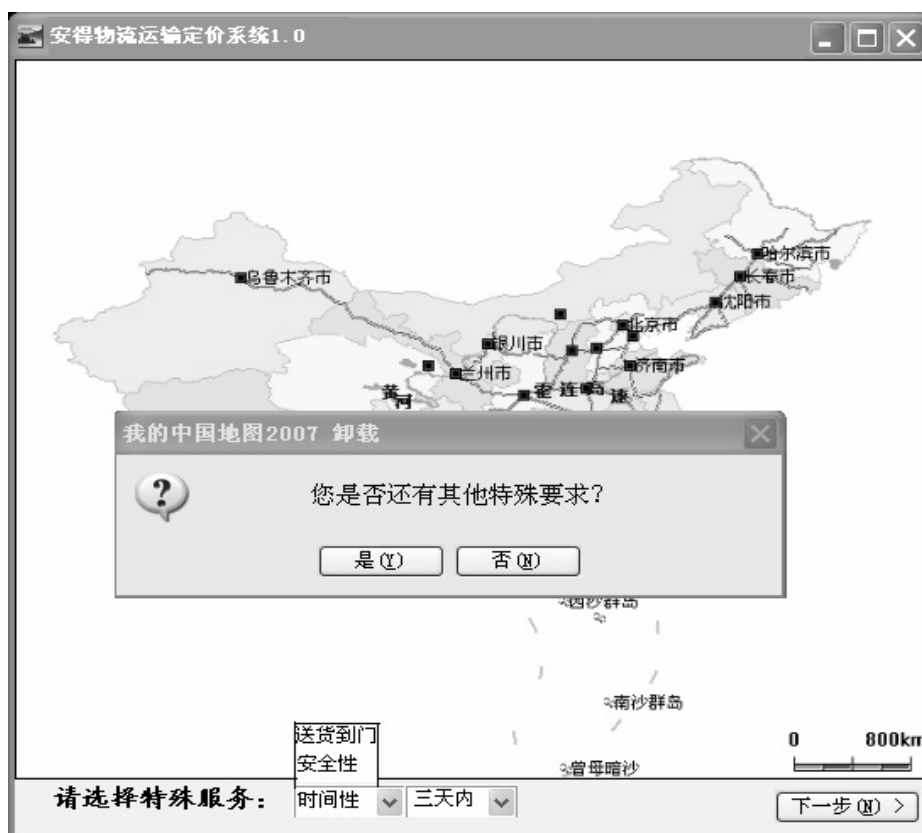 安得物流运输定价系统1.0
哈尔滨市
乌鲁木齐市
长春市
沈阳市
北京市
银川市
兰州市
济南市
黄河
霍连高速
我的中国地图2007 卸载
您是否还有其他特殊要求?
是(Y)
否(N)
西沙群岛
南沙群岛
送货到门
0 800km
安全性
曾母暗沙
请选择特殊服务: 时间性 三天内
下一步(N) >